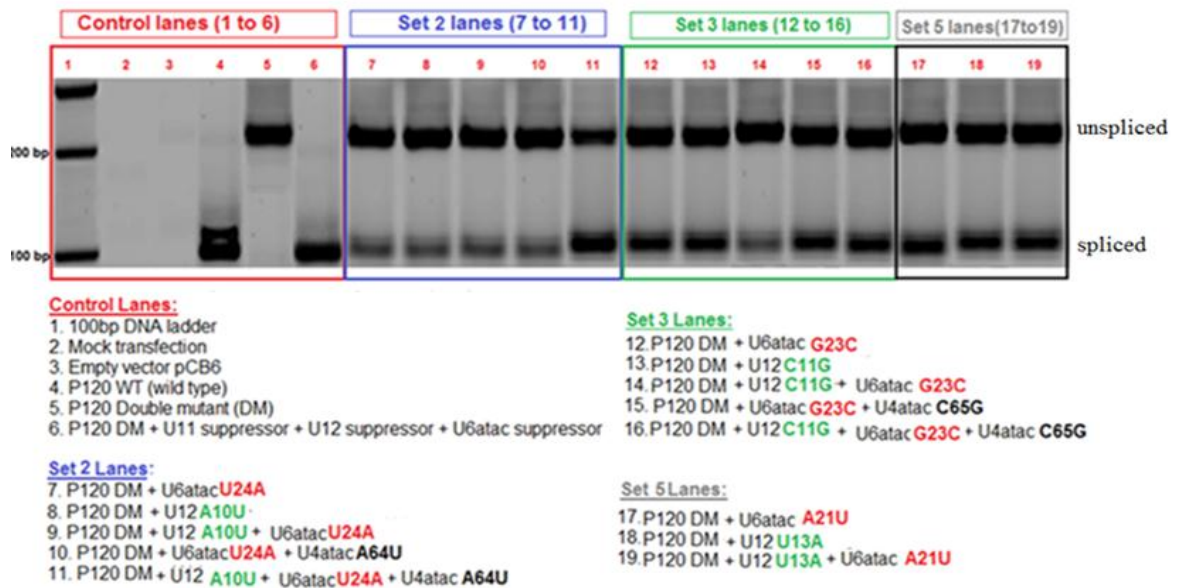 Control lanes (1 to 6)
Set 2 lanes (7 to 11)
Set 3 lanes (12 to 16)
Set 5 lanes(17to19)
1 2 3 4 5 6 7 8 9 10 11 12 13 14 15 16 17 18 19
unspliced
200 bp
spliced
100 bp
Control Lanes:
1. 100bp DNA ladder
2. Mock transfection
3. Empty vector pCB6
4. P120 WT (wild type)
5. P120 Double mutant (DM)
6. P120 DM + U11 suppressor + U12 suppressor + U6atac suppressor
Set 2 Lanes:
7. P120 DM + U6atacU24A
8. P120 DM + U12 A10U
9. P120 DM + U12 A10U + U6atacU24A
10. P120 DM + U6atacU24A + U4atacA64U
11. P120 DM + U12 A10U + U6atacU24A + U4atac A64U
Set 3 Lanes:
12.P120 DM + U6atac G23C
13.P120 DM + U12 C11G
14.P120 DM + U12 C11G + U6atac G23C
15.P120 DM + U6atac G23C + U4atac C65G
16.P120 DM + U12 C11G + U6atac G23C + U4atac C65G
Set 5 Lanes:
17.P120 DM + U6atac A21U
18.P120 DM + U12 U13A
19.P120 DM + U12 U13A + U6atac A21U